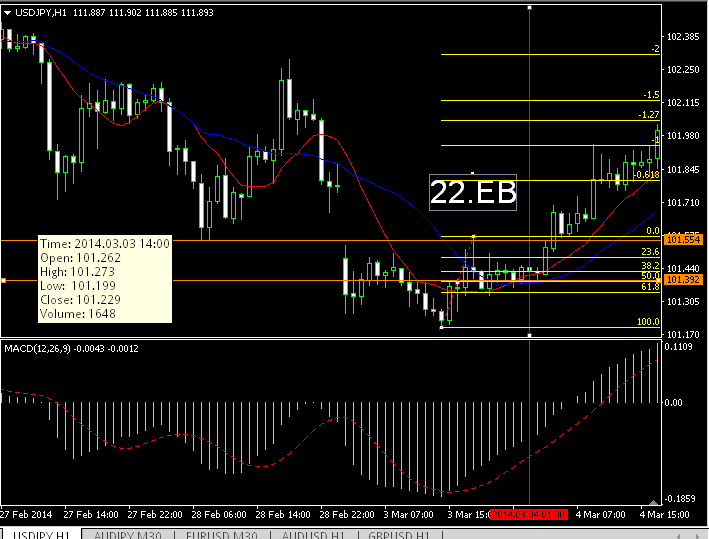 USDJPY,H1 111.887 111.902 111.885 111.893
102.385
-2
102.250
-1.5
102.115
-1.27
101.980
-1
101.845
-0.618
22.EB
101.710
0.0
101.554
Time: 2014.03.03 14:00
Open: 101.262
High: 101.273
Low: 101.199
Close: 101.229
Volume: 1648
23.6
101.440
38.2
50.0
101.392
61.8
101.305
100.0
101.170
MACD(12,26,9) -0.0043 -0.0012
0.1109
0.00
-0.1859
27 Feb 2014 27 Feb 14:00 27 Feb 22:00 28 Feb 06:00 28 Feb 14:00 28 Feb 22:00 3 Mar 07:00 3 Mar 15:00 2014.03.04 01:00 4 Mar 07:00 4 Mar 15:00
USDJPY,H1 AUDJPY,M30 EURUSD,M30 AUDUSD,H1 GBPUSD,H1